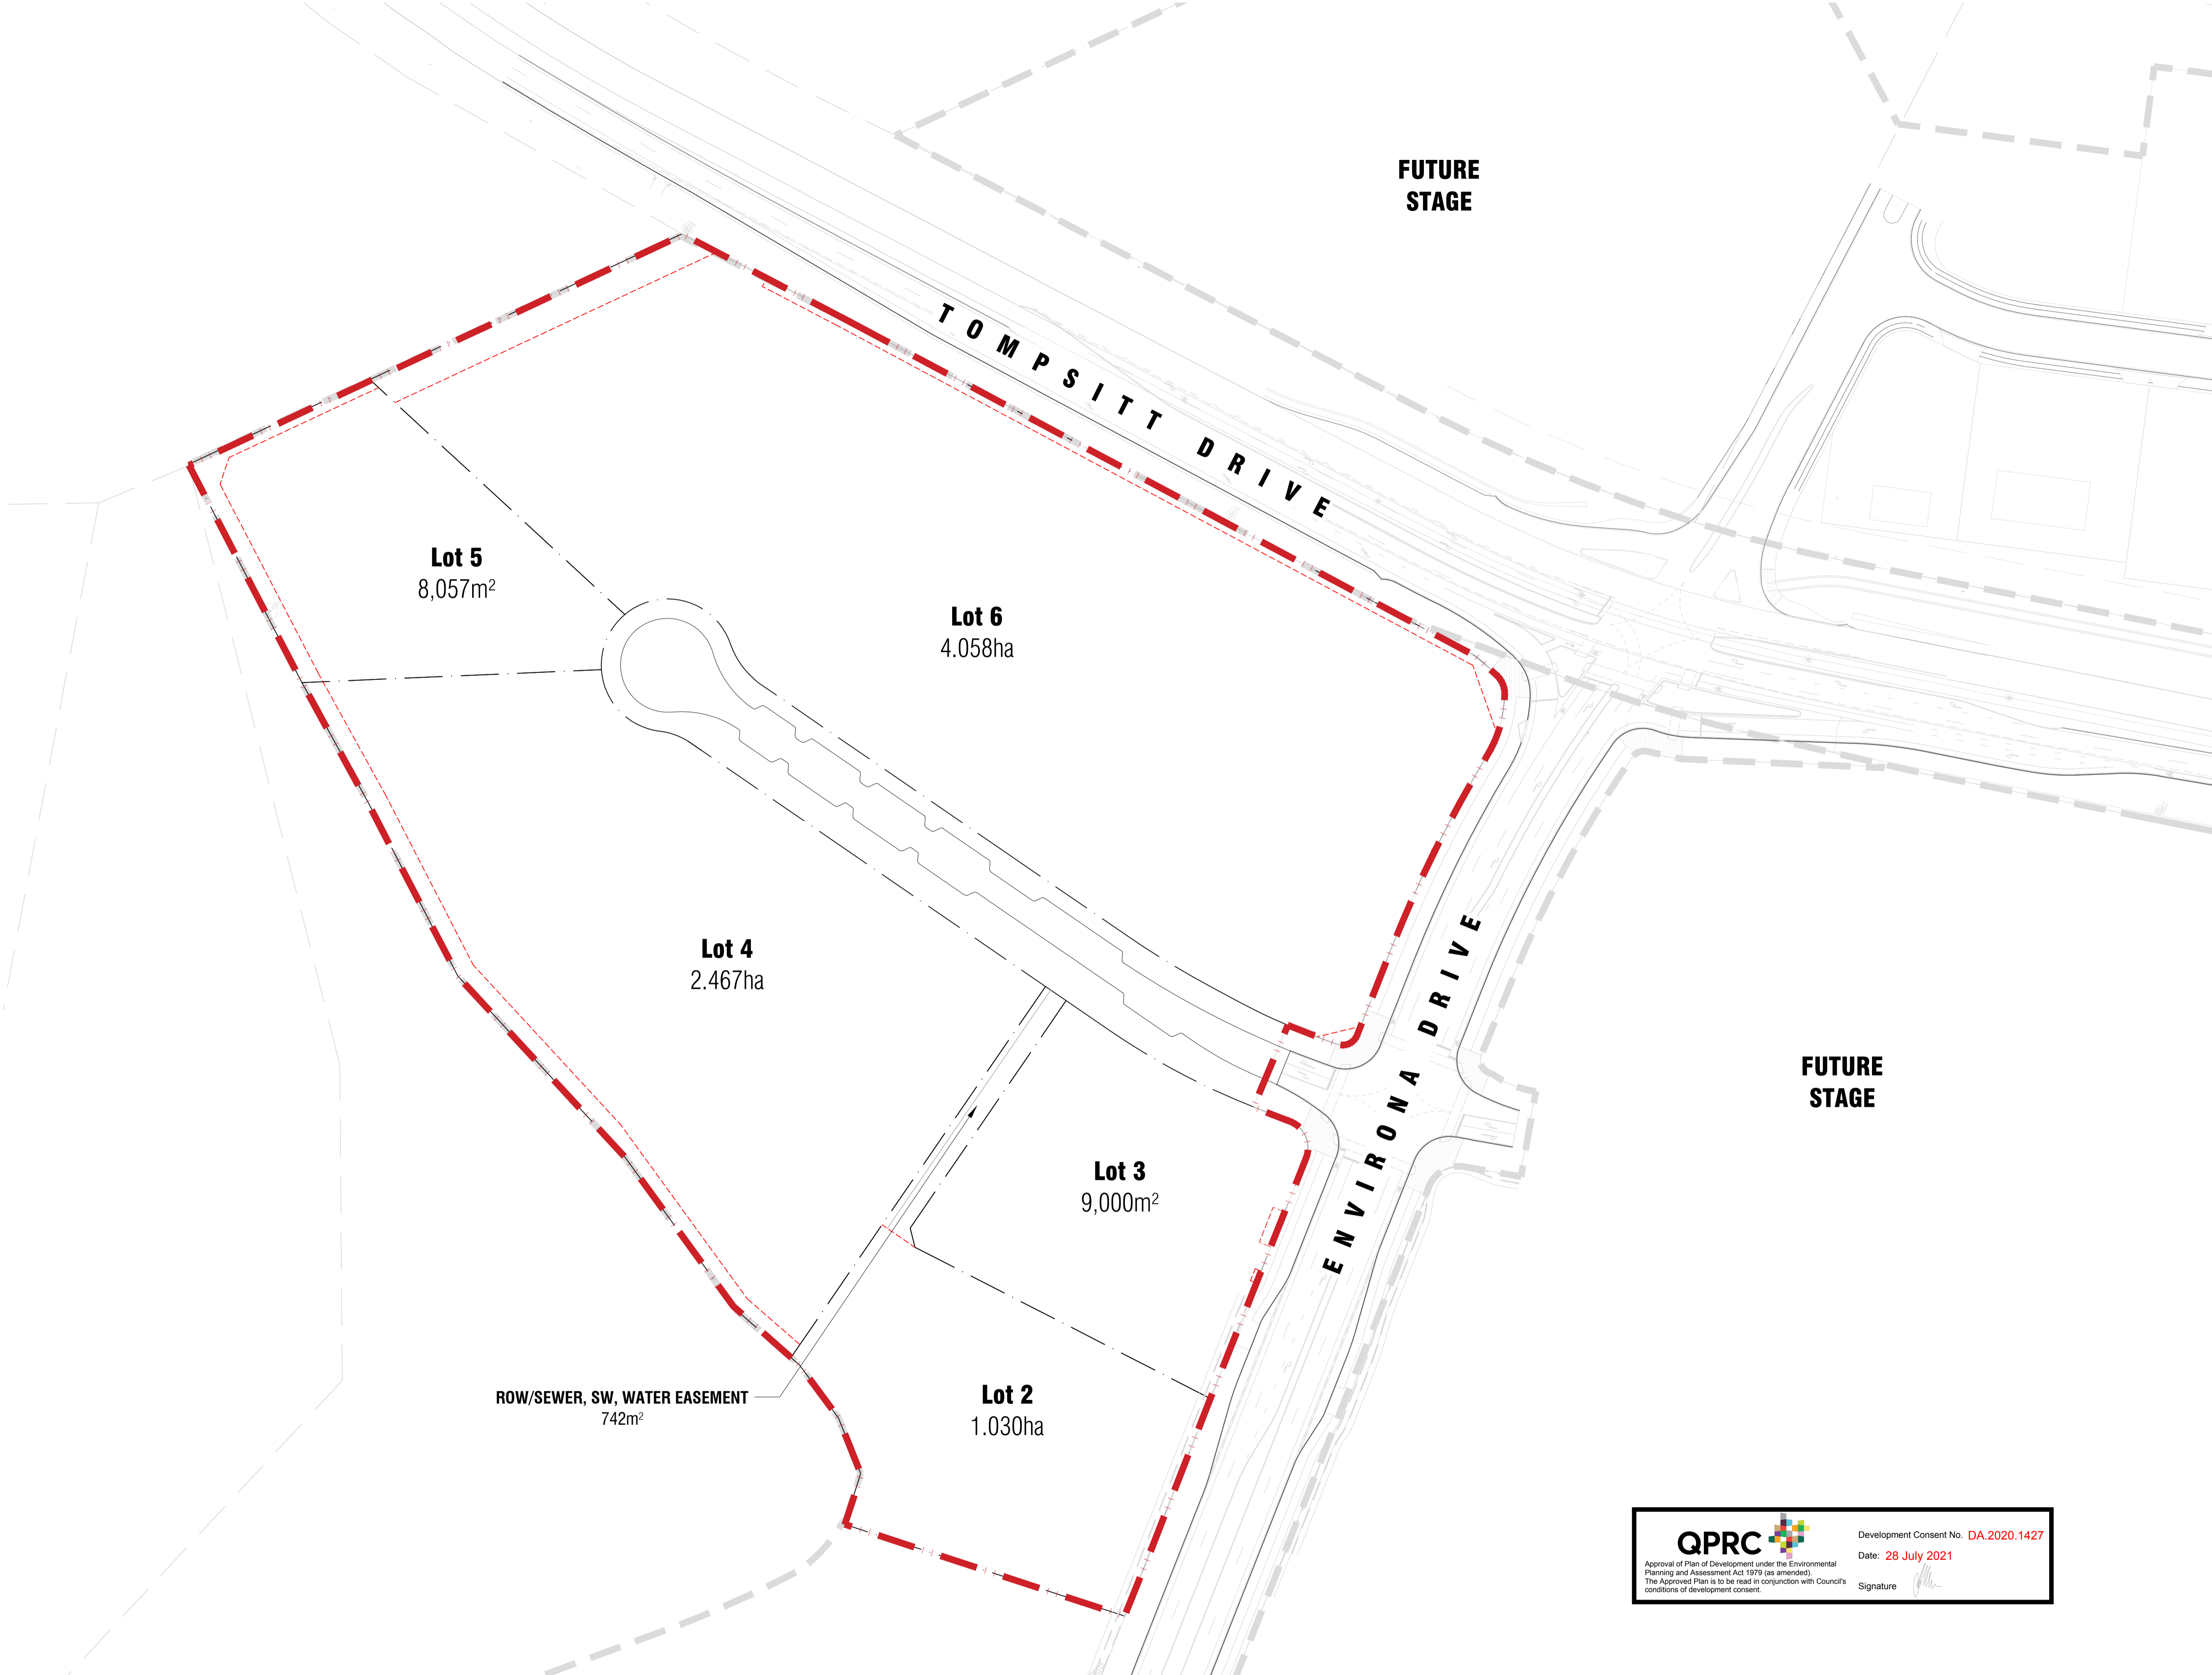 FUTURE
STAGE
TOMPSITT DRIVE
Lot 5
8,057m²
Lot 6
4.058ha
Lot 4
2.467ha
ENVIRONA DRIVE
FUTURE
STAGE
Lot 3
9,000m²
ROW/SEWER, SW, WATER EASEMENT
742m²
Lot 2
1.030ha
QPRC
Approval of Plan of Development under the Environmental
Planning and Assessment Act 1979 (as amended).
The Approved Plan is to be read in conjunction with Council's
conditions of development consent.
Development Consent No. DA.2020.1427
Date: 28 July 2021
Signature